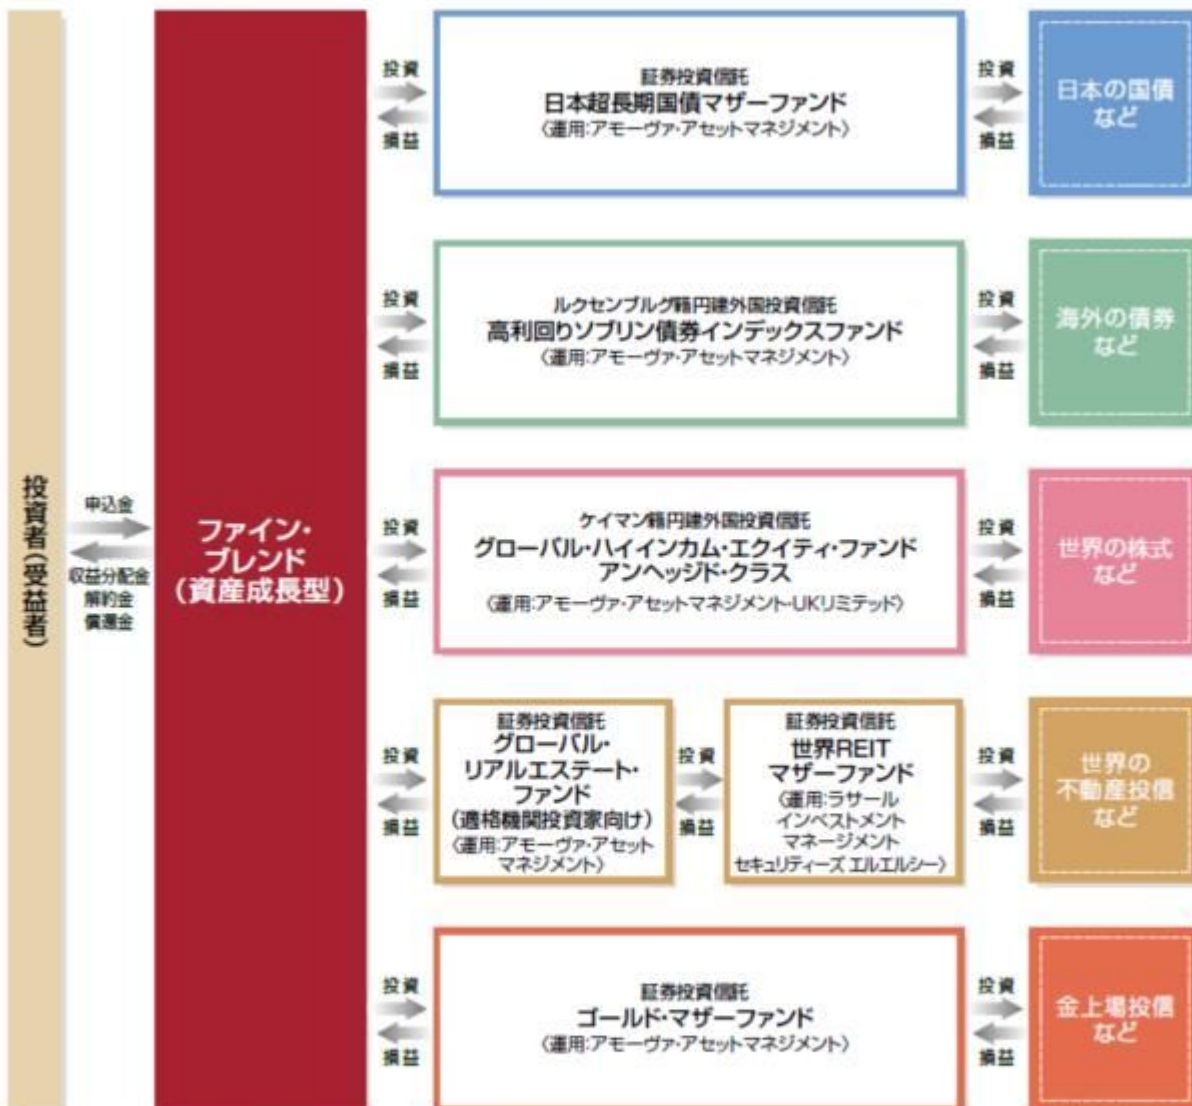 投資者(受益者)
申込金
収益分配金
解約金
償還金
ファイン・
ブレンド
(資産成長型)
投資
損益
証券投資信託
日本超長期国債マザーファンド
〈運用:アモーヴァ・アセットマネジメント〉
投資
損益
日本の国債
など
投資
損益
ルクセンブルグ籍円建外国投資信託
高利回りソブリン債券インデックスファンド
〈運用:アモーヴァ・アセットマネジメント〉
投資
損益
海外の債券
など
投資
損益
ケイマン籍円建外国投資信託
グローバル・ハイインカム・エクイティ・ファンド
アンヘッジド・クラス
〈運用:アモーヴァ・アセットマネジメント・UKリミテッド〉
投資
損益
世界の株式
など
投資
損益
証券投資信託
グローバル・
リアルエステート・
ファンド
(適格機関投資家向け)
〈運用:アモーヴァ・アセット
マネジメント〉
投資
損益
証券投資信託
世界REIT
マザーファンド
〈運用:ラサール
インベストメント
マネージメント
セキュリティーズ エルエルシー〉
投資
損益
世界の
不動産投信
など
投資
損益
証券投資信託
ゴールド・マザーファンド
〈運用:アモーヴァ・アセットマネジメント〉
投資
損益
金上場投信
など